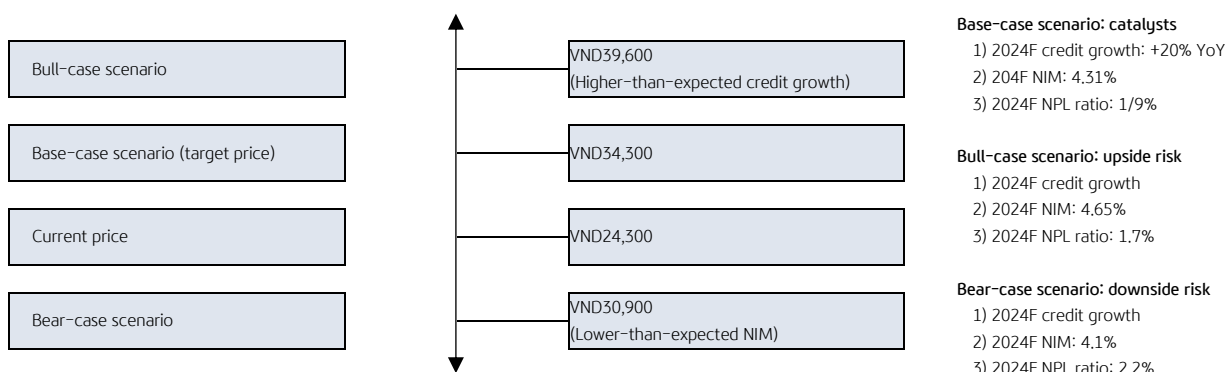 Bull-case scenario
VND39,600
(Higher-than-expected credit growth)
Base-case scenario (target price)
VND34,300
Current price
VND24,300
Bear-case scenario
VND30,900
(Lower-than-expected NIM)
Base-case scenario: catalysts
1) 2024F credit growth: +20% YoY
2) 204F NIM: 4.31%
3) 2024F NPL ratio: 1/9%
Bull-case scenario: upside risk
1) 2024F credit growth
2) 2024F NIM: 4.65%
3) 2024F NPL ratio: 1.7%
Bear-case scenario: downside risk
1) 2024F credit growth
2) 2024F NIM: 4.1%
3) 2024F NPL ratio: 2.2%